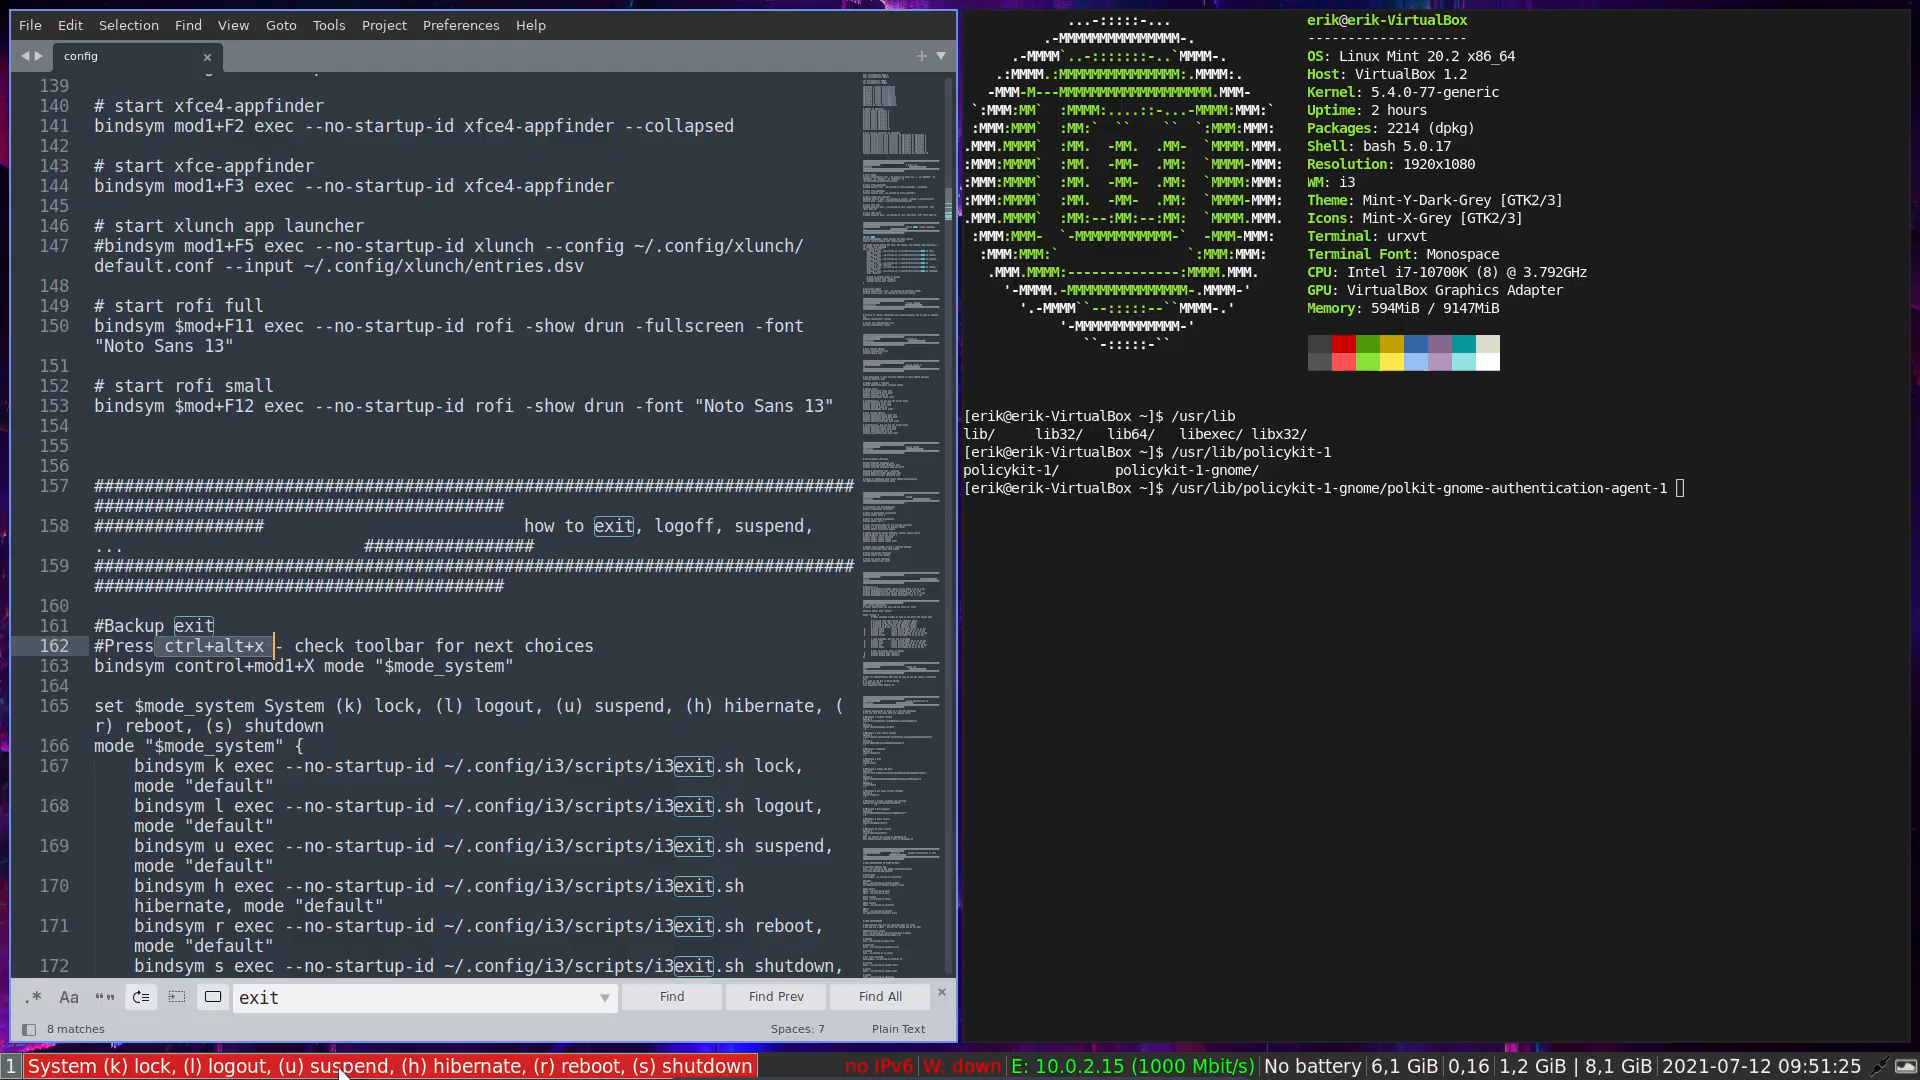 File Edit Selection Find View Goto Tools Project Preferences Help
config
139
140 # start xfce4-appfinder
141 bindsym mod1+F2 exec --no-startup-id xfce4-appfinder --collapsed
142
143 # start xfce-appfinder
144 bindsym mod1+F3 exec --no-startup-id xfce4-appfinder
145
146 # start xlunch app launcher
147 #bindsym mod1+F5 exec --no-startup-id xlunch --config ~/.config/xlunch/
default.conf --input ~/.config/xlunch/entries.dsv
148
149 # start rofi full
150 bindsym $mod+F11 exec --no-startup-id rofi -show drun -fullscreen -font
"Noto Sans 13"
151
152 # start rofi small
153 bindsym $mod+F12 exec --no-startup-id rofi -show drun -font "Noto Sans 13"
154
155
156
157 ############################################################################
#########################################
158 ################# how to exit, logoff, suspend,
... #################
159 ############################################################################
#########################################
160
161 #Backup exit
162 #Press ctrl+alt+x - check toolbar for next choices
163 bindsym control+mod1+X mode "$mode_system"
164
165 set $mode_system System (k) lock, (l) logout, (u) suspend, (h) hibernate, (
r) reboot, (s) shutdown
166 mode "$mode_system" {
167 bindsym k exec --no-startup-id ~/.config/i3/scripts/i3exit.sh lock,
mode "default"
168 bindsym l exec --no-startup-id ~/.config/i3/scripts/i3exit.sh logout,
mode "default"
169 bindsym u exec --no-startup-id ~/.config/i3/scripts/i3exit.sh suspend,
mode "default"
170 bindsym h exec --no-startup-id ~/.config/i3/scripts/i3exit.sh
hibernate, mode "default"
171 bindsym r exec --no-startup-id ~/.config/i3/scripts/i3exit.sh reboot,
mode "default"
172 bindsym s exec --no-startup-id ~/.config/i3/scripts/i3exit.sh shutdown,
.* Aa “” exit Find Find Prev Find All
8 matches Spaces: 7 Plain Text
erik@erik-VirtualBox
--------------------
OS: Linux Mint 20.2 x86_64
Host: VirtualBox 1.2
Kernel: 5.4.0-77-generic
Uptime: 2 hours
Packages: 2214 (dpkg)
Shell: bash 5.0.17
Resolution: 1920x1080
WM: i3
Theme: Mint-Y-Dark-Grey [GTK2/3]
Icons: Mint-X-Grey [GTK2/3]
Terminal: urxvt
Terminal Font: Monospace
CPU: Intel i7-10700K (8) @ 3.792GHz
GPU: VirtualBox Graphics Adapter
Memory: 594MiB / 9147MiB
[erik@erik-VirtualBox ~]$ /usr/lib
lib/ lib32/ lib64/ libexec/ libx32/
[erik@erik-VirtualBox ~]$ /usr/lib/policykit-1
policykit-1/ policykit-1-gnome/
[erik@erik-VirtualBox ~]$ /usr/lib/policykit-1-gnome/polkit-gnome-authentication-agent-1
1 System (k) lock, (l) logout, (u) suspend, (h) hibernate, (r) reboot, (s) shutdown no IPv6 | W: down | E: 10.0.2.15 (1000 Mbit/s) | No battery | 6,1 GiB | 0,16 | 1,2 GiB | 8,1 GiB | 2021-07-12 09:51:25